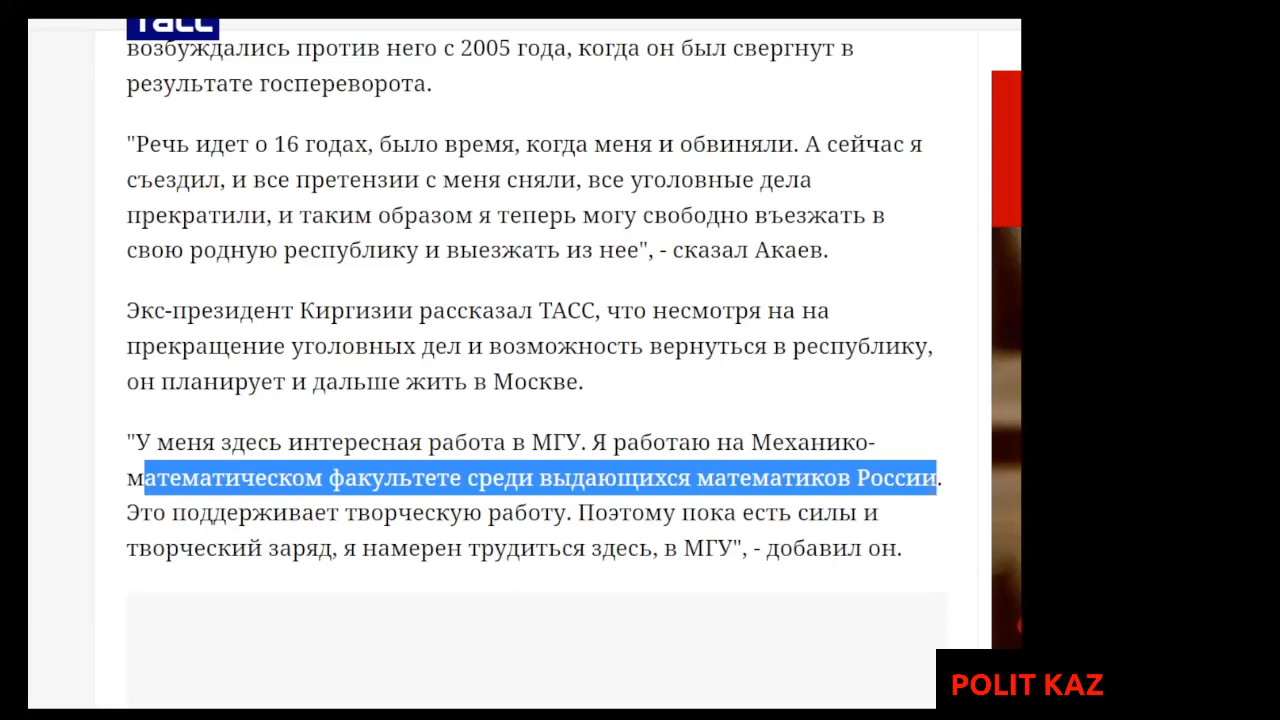 тасс
возбуждались против него с 2005 года, когда он был свергнут в
результате госпереворота.
"Речь идет о 16 годах, было время, когда меня и обвиняли. А сейчас я
съездил, и все претензии с меня сняли, все уголовные дела
прекратили, и таким образом я теперь могу свободно въезжать в
свою родную республику и выезжать из нее", - сказал Акаев.
Экс-президент Киргизии рассказал ТАСС, что несмотря на на
прекращение уголовных дел и возможность вернуться в республику,
он планирует и дальше жить в Москве.
"У меня здесь интересная работа в МГУ. Я работаю на Механико-
математическом факультете среди выдающихся математиков России.
Это поддерживает творческую работу. Поэтому пока есть силы и
творческий заряд, я намерен трудиться здесь, в МГУ", - добавил он.
POLIT KAZ